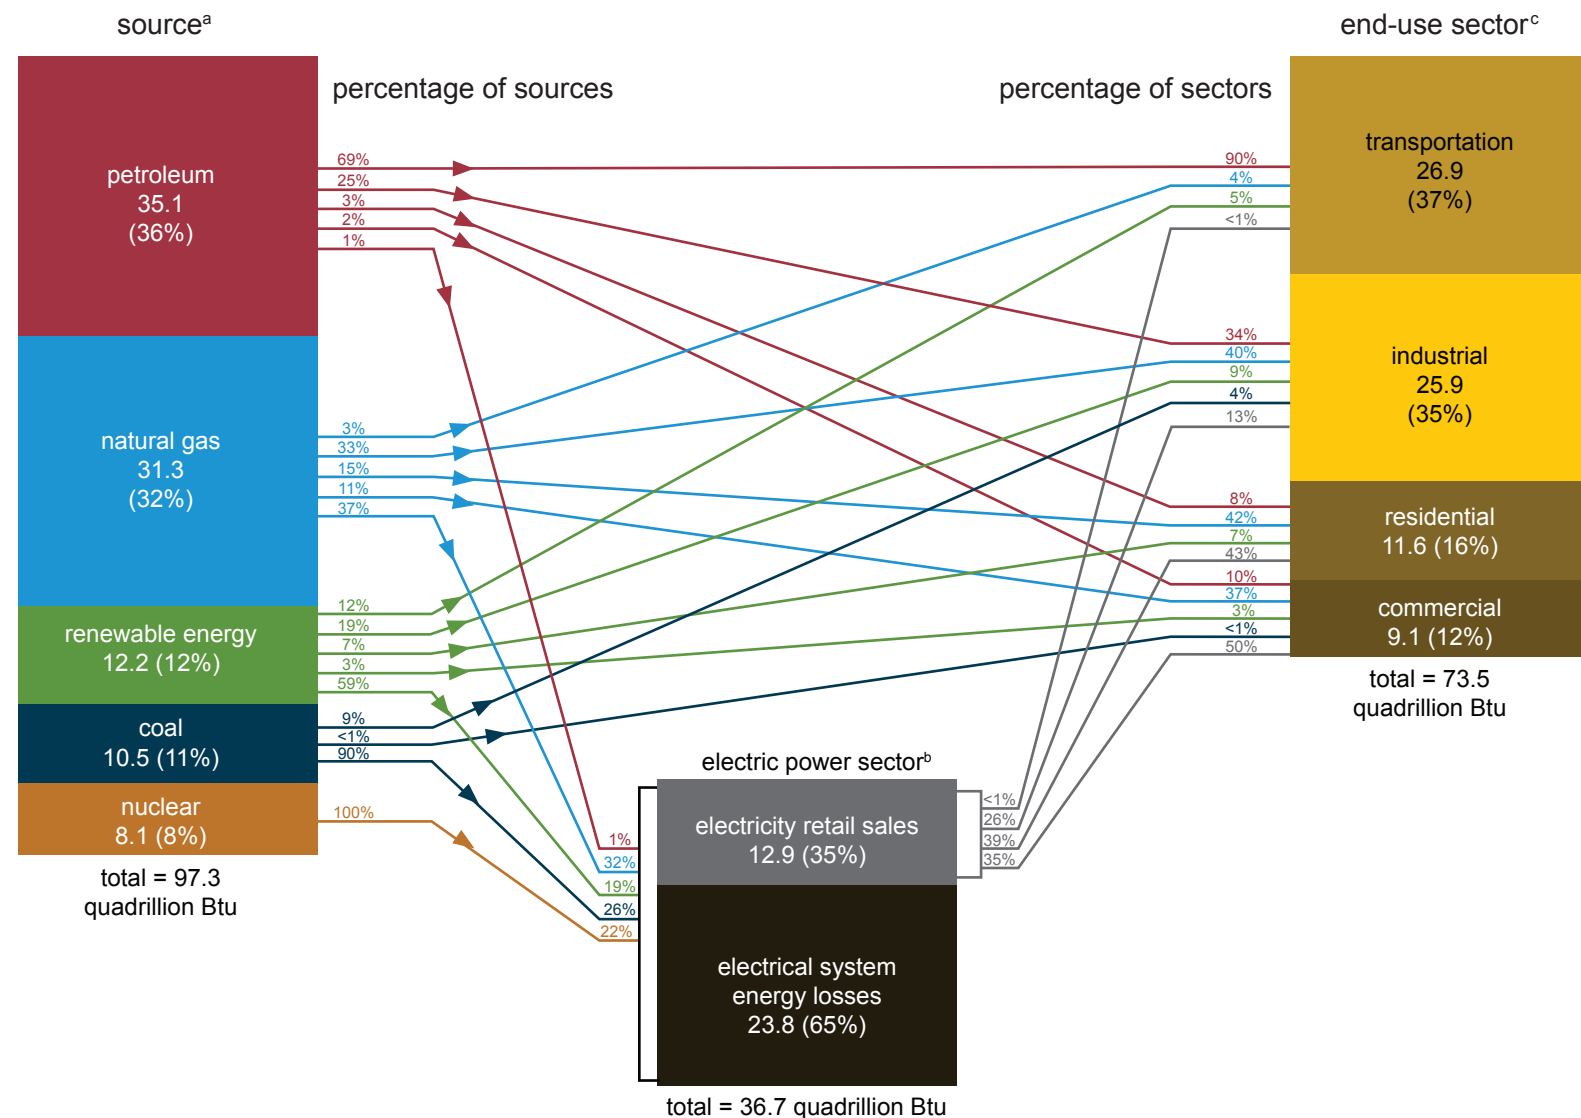 sourceᵃ
end-use sectorᶜ
percentage of sources
percentage of sectors
petroleum
35.1
(36%)
69%
25%
3%
2%
1%
natural gas
31.3
(32%)
3%
33%
15%
11%
37%
renewable energy
12.2 (12%)
12%
19%
7%
3%
59%
coal
10.5 (11%)
9%
<1%
90%
nuclear
8.1 (8%)
100%
total = 97.3
quadrillion Btu
electric power sectorᵇ
1%
32%
19%
26%
22%
electricity retail sales
12.9 (35%)
electrical system
energy losses
23.8 (65%)
total = 36.7 quadrillion Btu
<1%
26%
39%
35%
90%
4%
5%
<1%
transportation
26.9
(37%)
34%
40%
9%
4%
13%
industrial
25.9
(35%)
8%
42%
7%
43%
residential
11.6 (16%)
10%
37%
3%
<1%
50%
commercial
9.1 (12%)
total = 73.5
quadrillion Btu